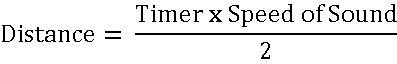 Distance = Timer x Speed of Sound
2